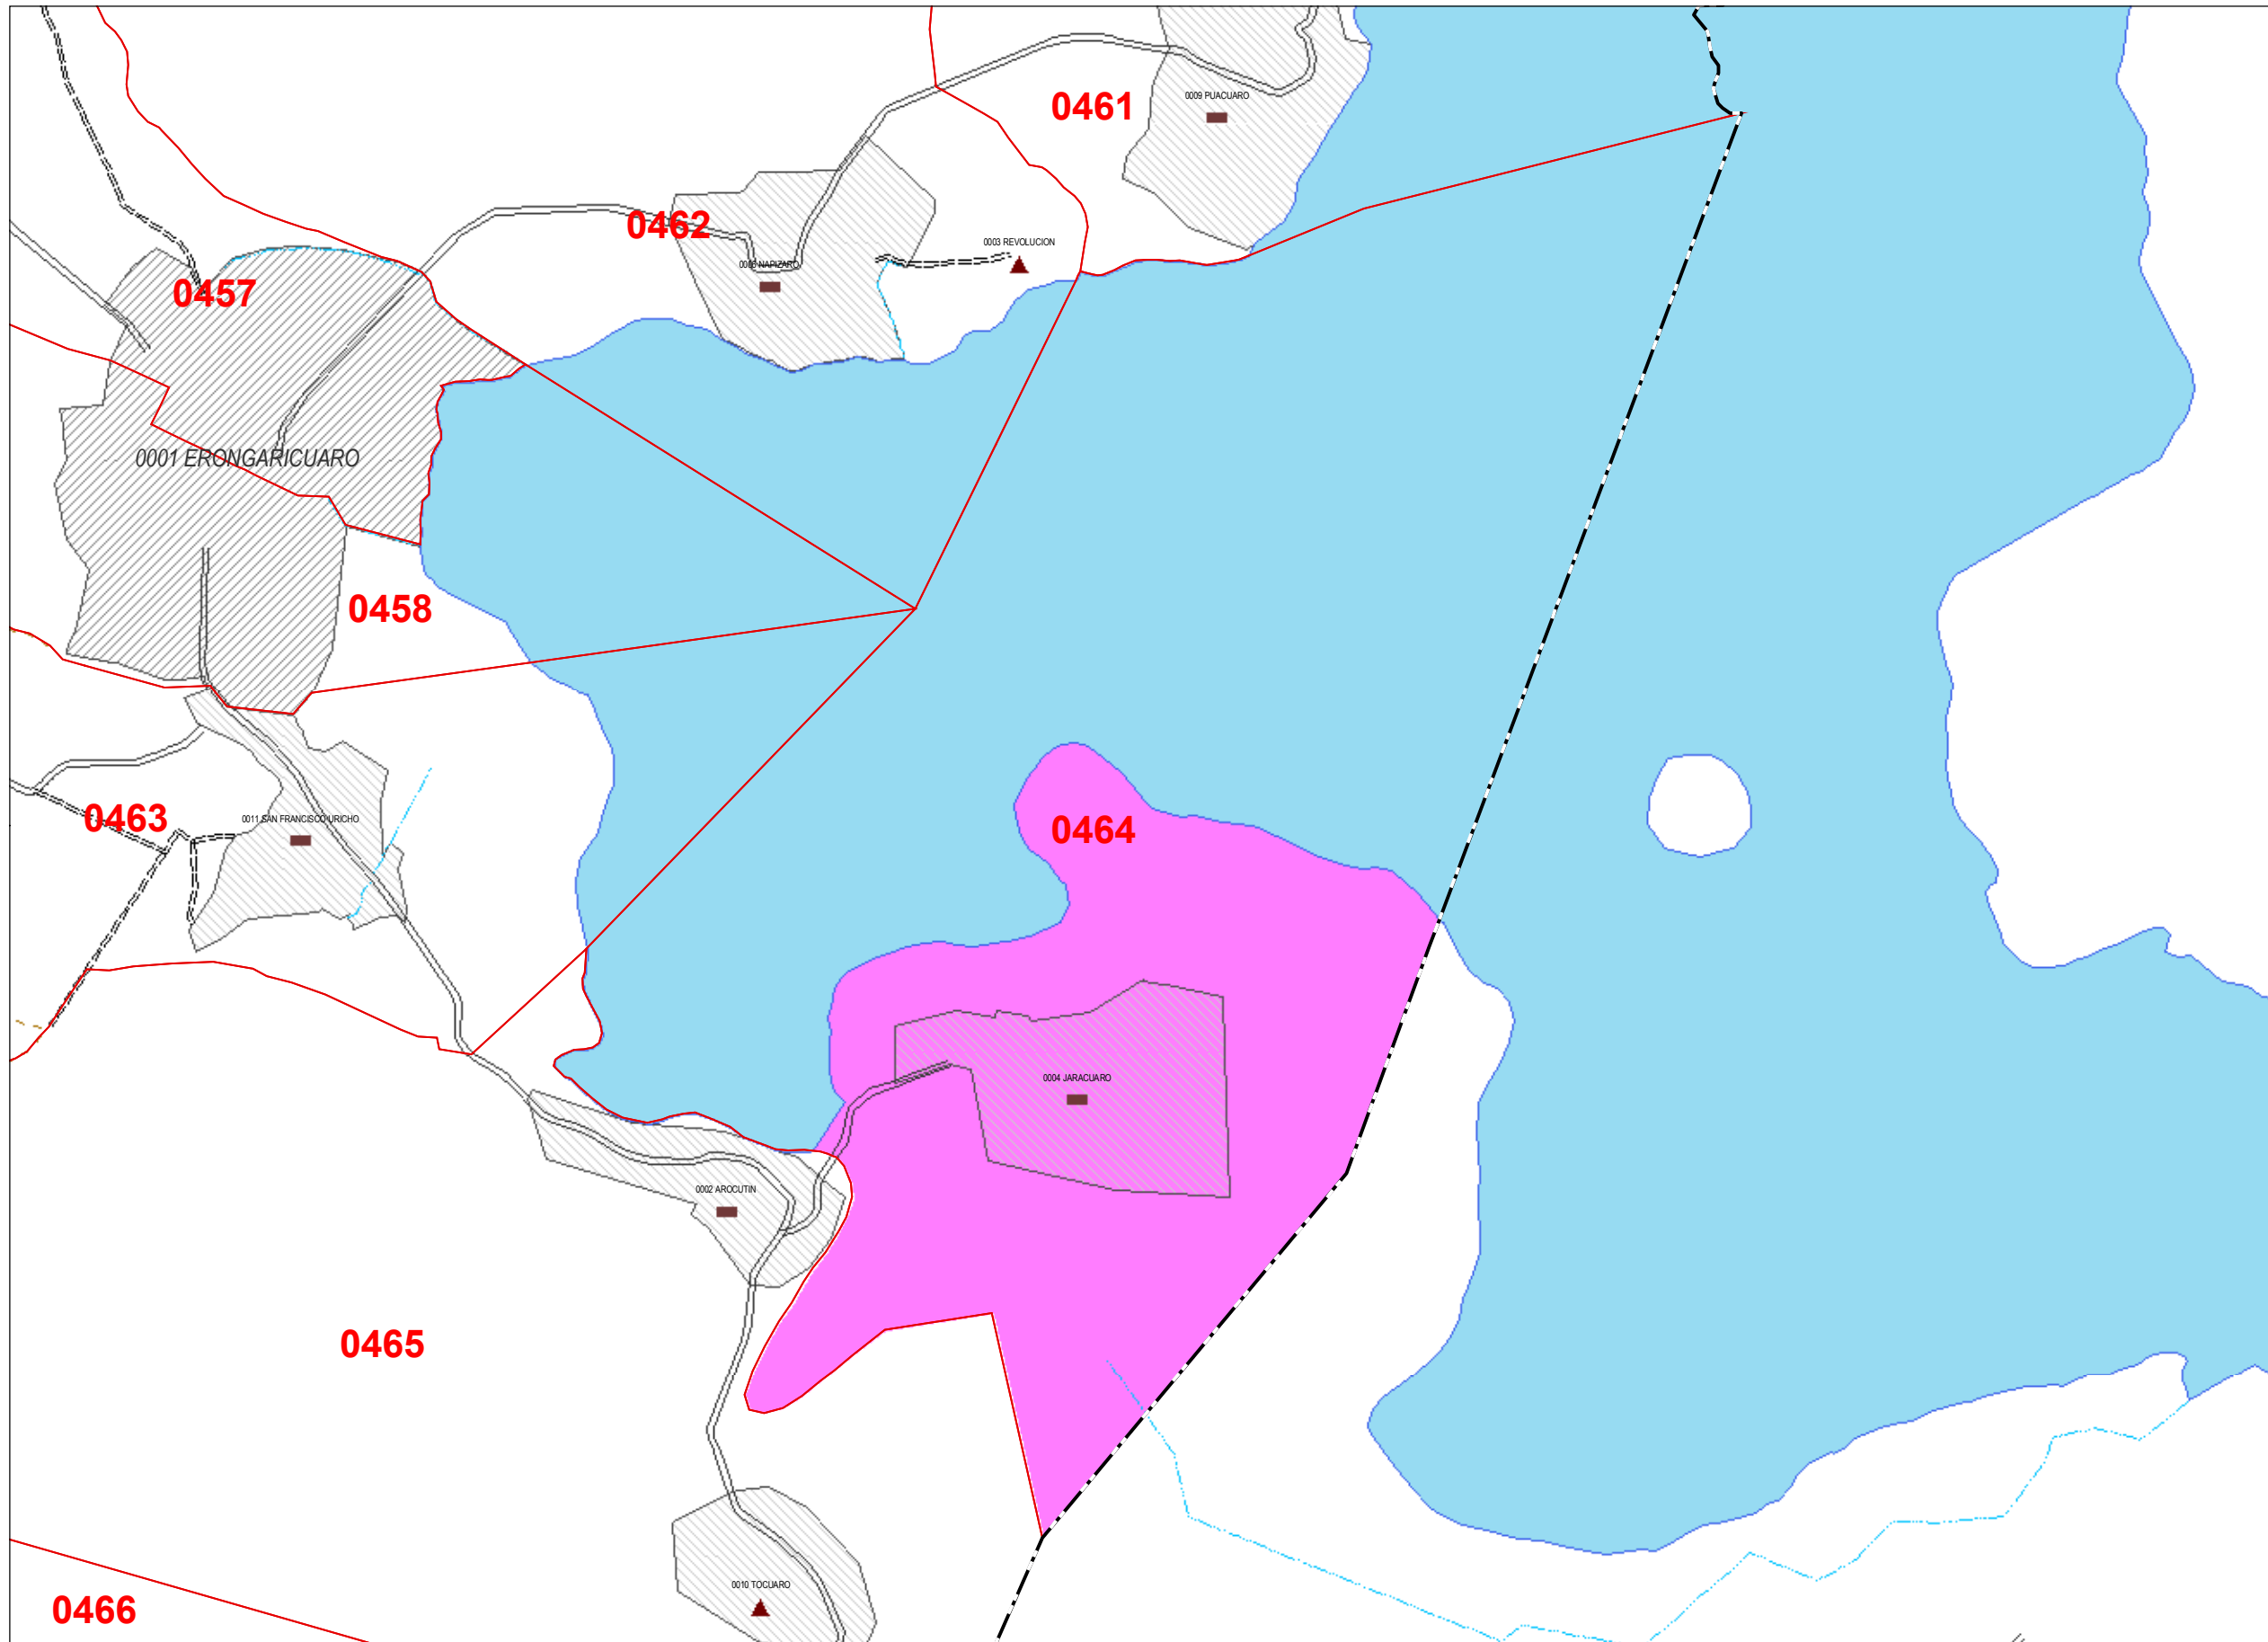 0009 PUACUARO
0461
0462
0003 REVOLUCION
0457
0001 ERONGARICUARO
0458
0463
0011 SAN FRANCISCO URICHO
0464
0004 JARACUARO
0002 AROCUTIN
0465
0010 TOCUARO
0466